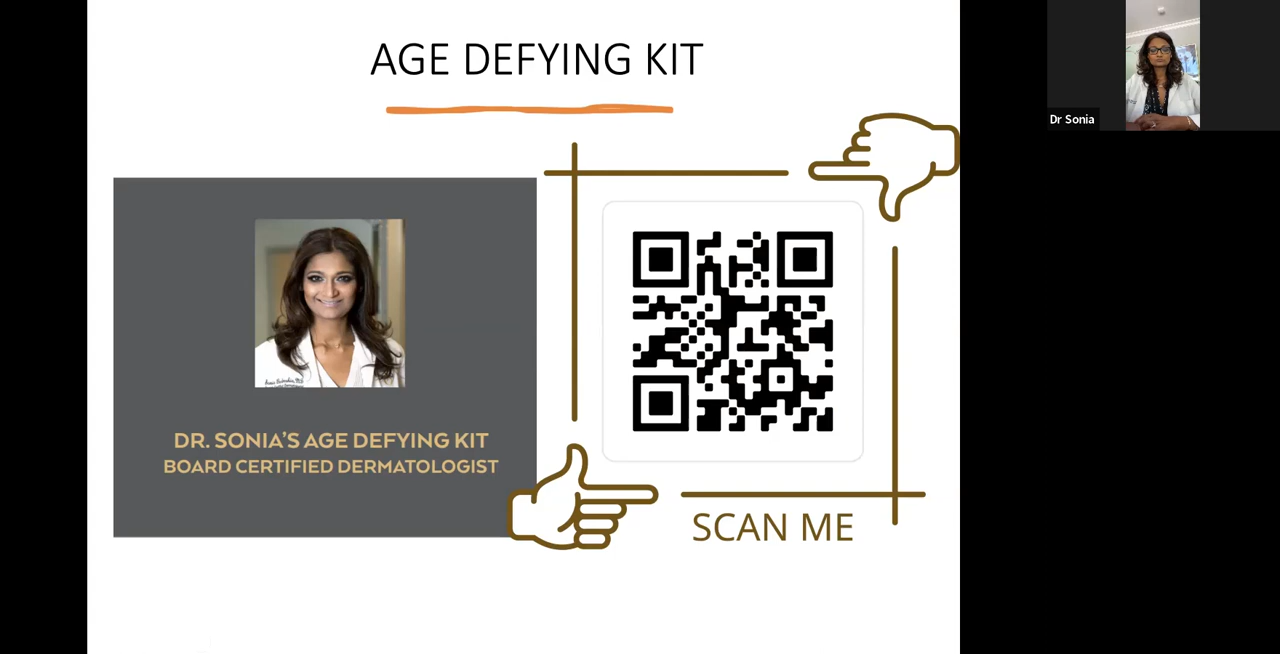 AGE DEFYING KIT
Dr Sonia
DR. SONIA'S AGE DEFYING KIT
BOARD CERTIFIED DERMATOLOGIST
SCAN ME